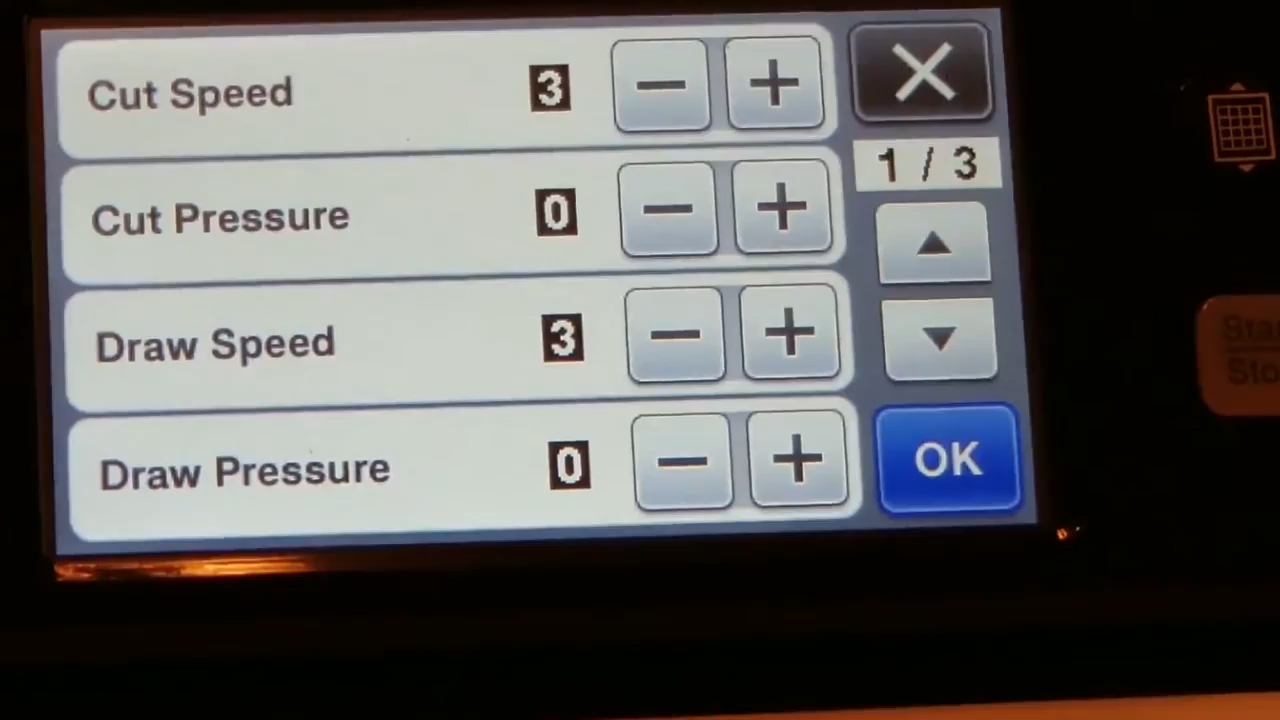 Cut Speed 3 − +
1 / 3
Cut Pressure 0 − +
Draw Speed 3 − +
Draw Pressure 0 − +
OK